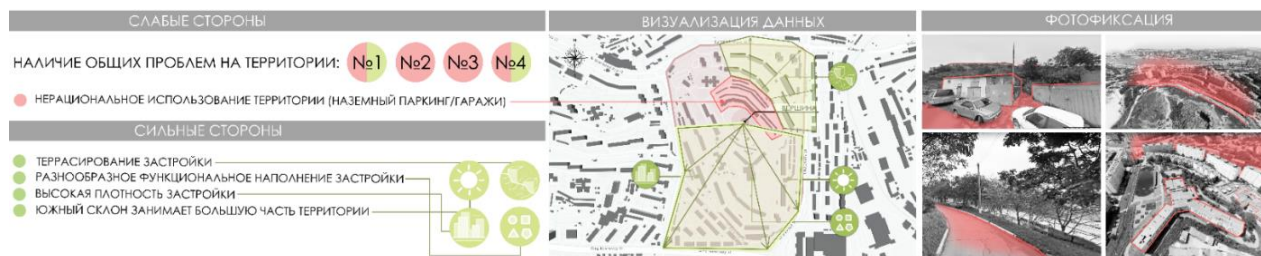 СЛАБЫЕ СТОРОНЫ
НАЛИЧИЕ ОБЩИХ ПРОБЛЕМ НА ТЕРРИТОРИИ: №1 №2 №3 №4
НЕРАЦИОНАЛЬНОЕ ИСПОЛЬЗОВАНИЕ ТЕРРИТОРИИ (НАЗЕМНЫЙ ПАРКИНГ/ГАРАЖИ)
СИЛЬНЫЕ СТОРОНЫ
ТЕРРАСИРОВАНИЕ ЗАСТРОЙКИ
РАЗНООБРАЗНОЕ ФУНКЦИОНАЛЬНОЕ НАПОЛНЕНИЕ ЗАСТРОЙКИ
ВЫСОКАЯ ПЛОТНОСТЬ ЗАСТРОЙКИ
ЮЖНЫЙ СКЛОН ЗАНИМАЕТ БОЛЬШУЮ ЧАСТЬ ТЕРРИТОРИИ
ВИЗУАЛИЗАЦИЯ ДАННЫХ
ВЕРШИНА
ФОТОФИКСАЦИЯ